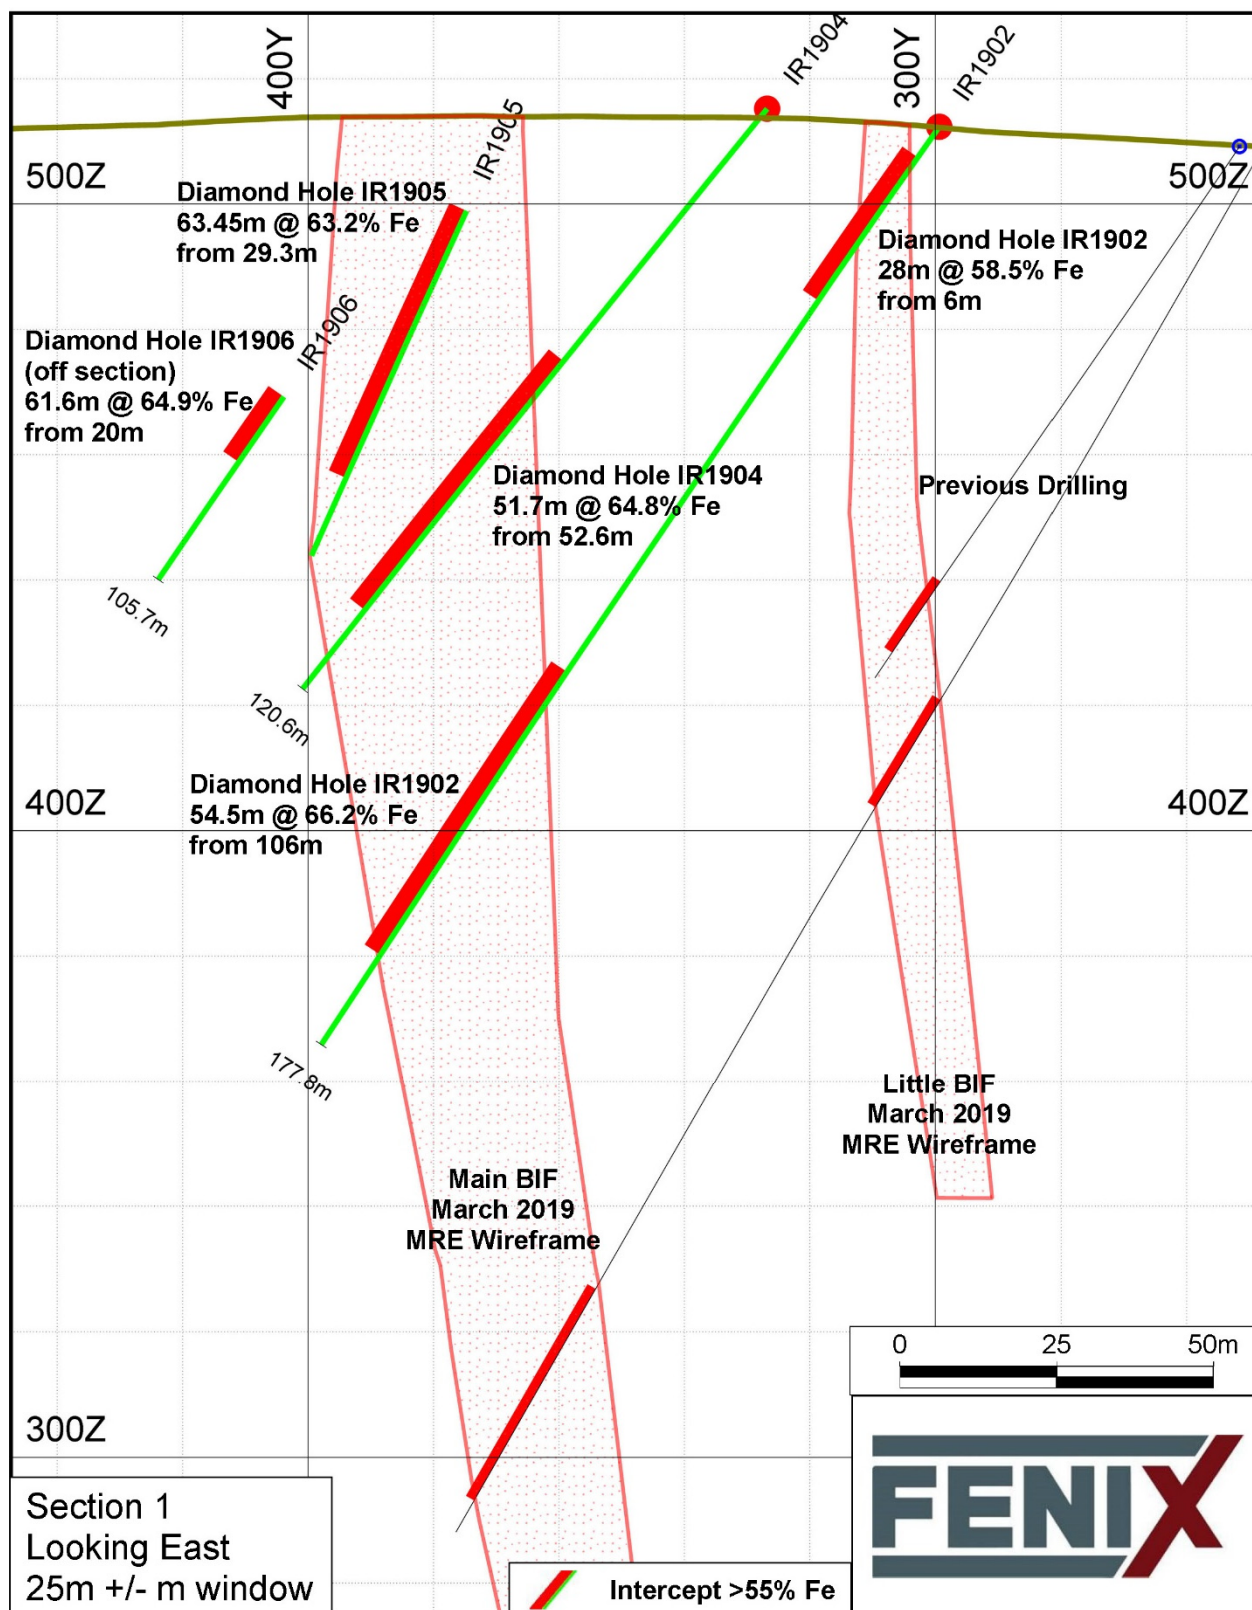 400Y
IR1904
300Y
IR1902
500Z
500Z
IR1905
Diamond Hole IR1905
63.45m @ 63.2% Fe
from 29.3m
Diamond Hole IR1902
28m @ 58.5% Fe
from 6m
IR1906
Diamond Hole IR1906
(off section)
61.6m @ 64.9% Fe
from 20m
Diamond Hole IR1904
51.7m @ 64.8% Fe
from 52.6m
Previous Drilling
105.7m
120.6m
Diamond Hole IR1902
54.5m @ 66.2% Fe
from 106m
400Z
400Z
177.8m
Little BIF
March 2019
MRE Wireframe
Main BIF
March 2019
MRE Wireframe
0 25 50m
300Z
FENIX
Section 1
Looking East
25m +/- m window
Intercept >55% Fe